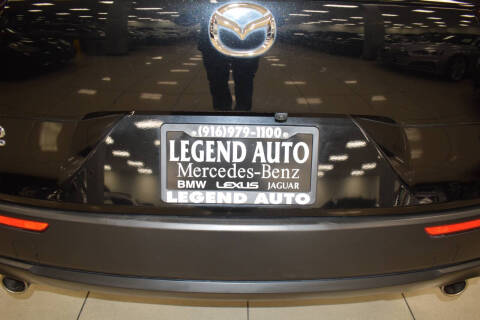 (916)979-1100
LEGEND AUTO
Mercedes-Benz
BMW LEXUS JAGUAR
LEGEND AUTO